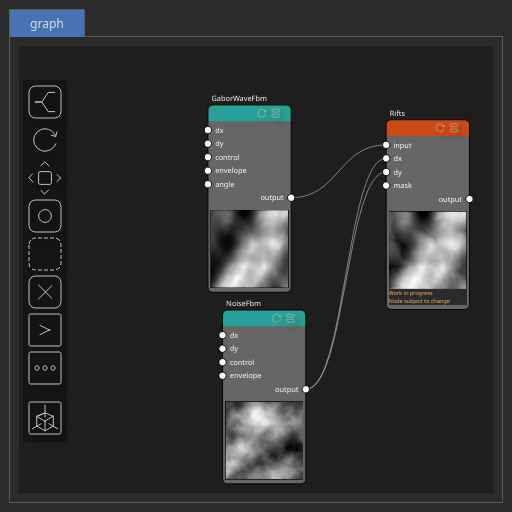 graph
GaborWaveFbm
dx
dy
control
envelope
angle
output
Rifts
input
dx
dy
mask
output
Work in progress
Node subject to change
NoiseFbm
dx
dy
control
envelope
output